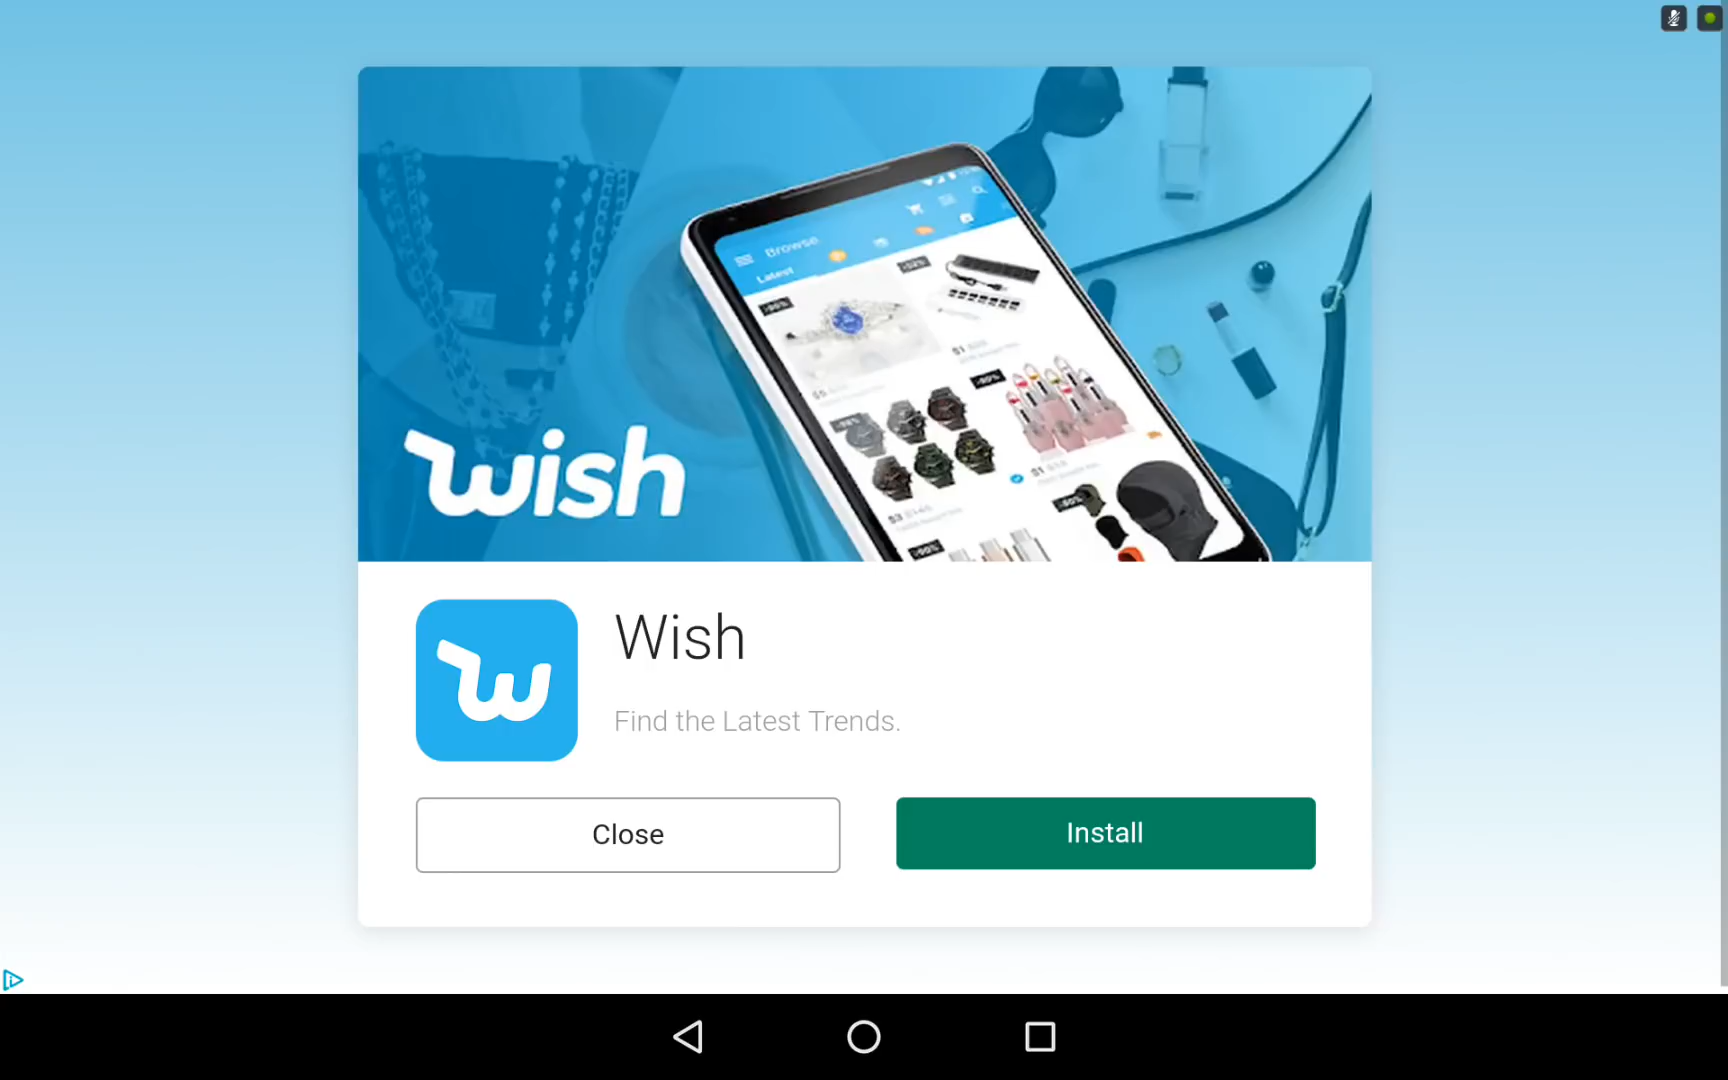 Browse
Latest
wish
Wish
Find the Latest Trends.
Close
Install